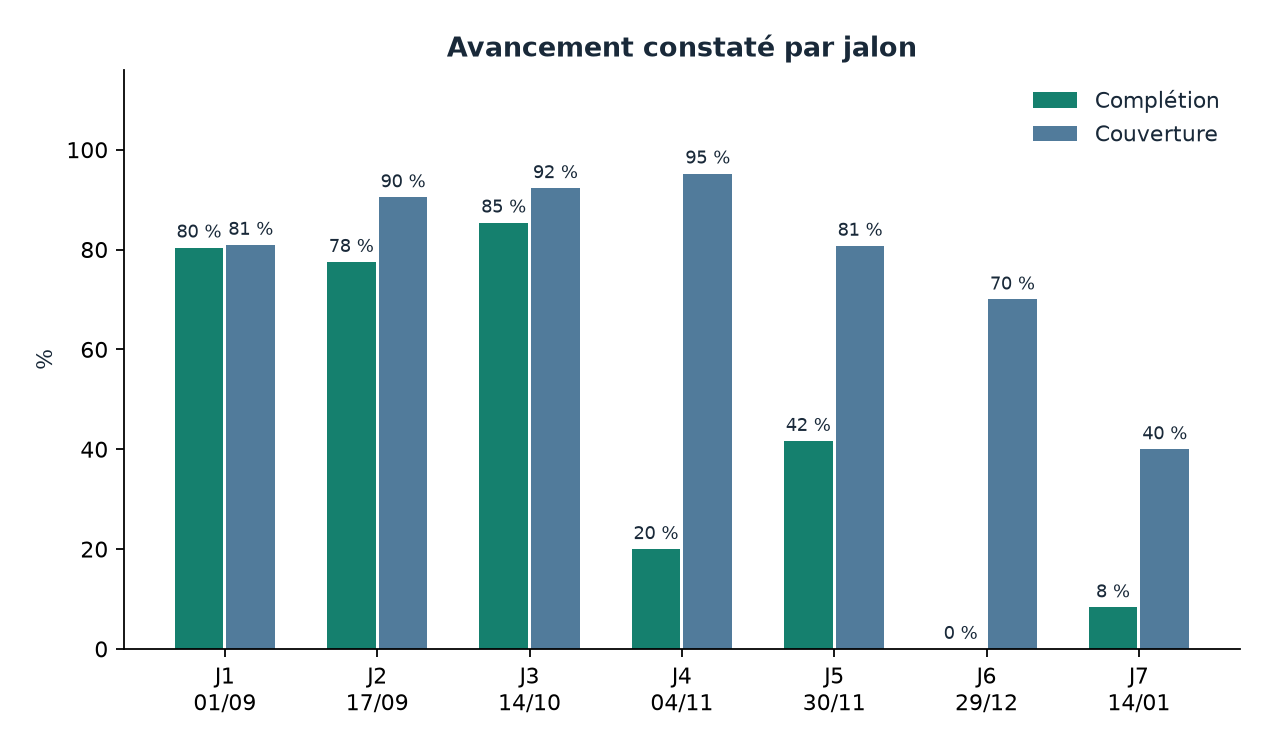 Avancement constaté par jalon
Complétion
Couverture
%
100
80
60
40
20
0
80 % 81 %
78 % 90 %
85 % 92 %
20 % 95 %
42 % 81 %
0 % 70 %
8 % 40 %
J1 J2 J3 J4 J5 J6 J7
01/09 17/09 14/10 04/11 30/11 29/12 14/01